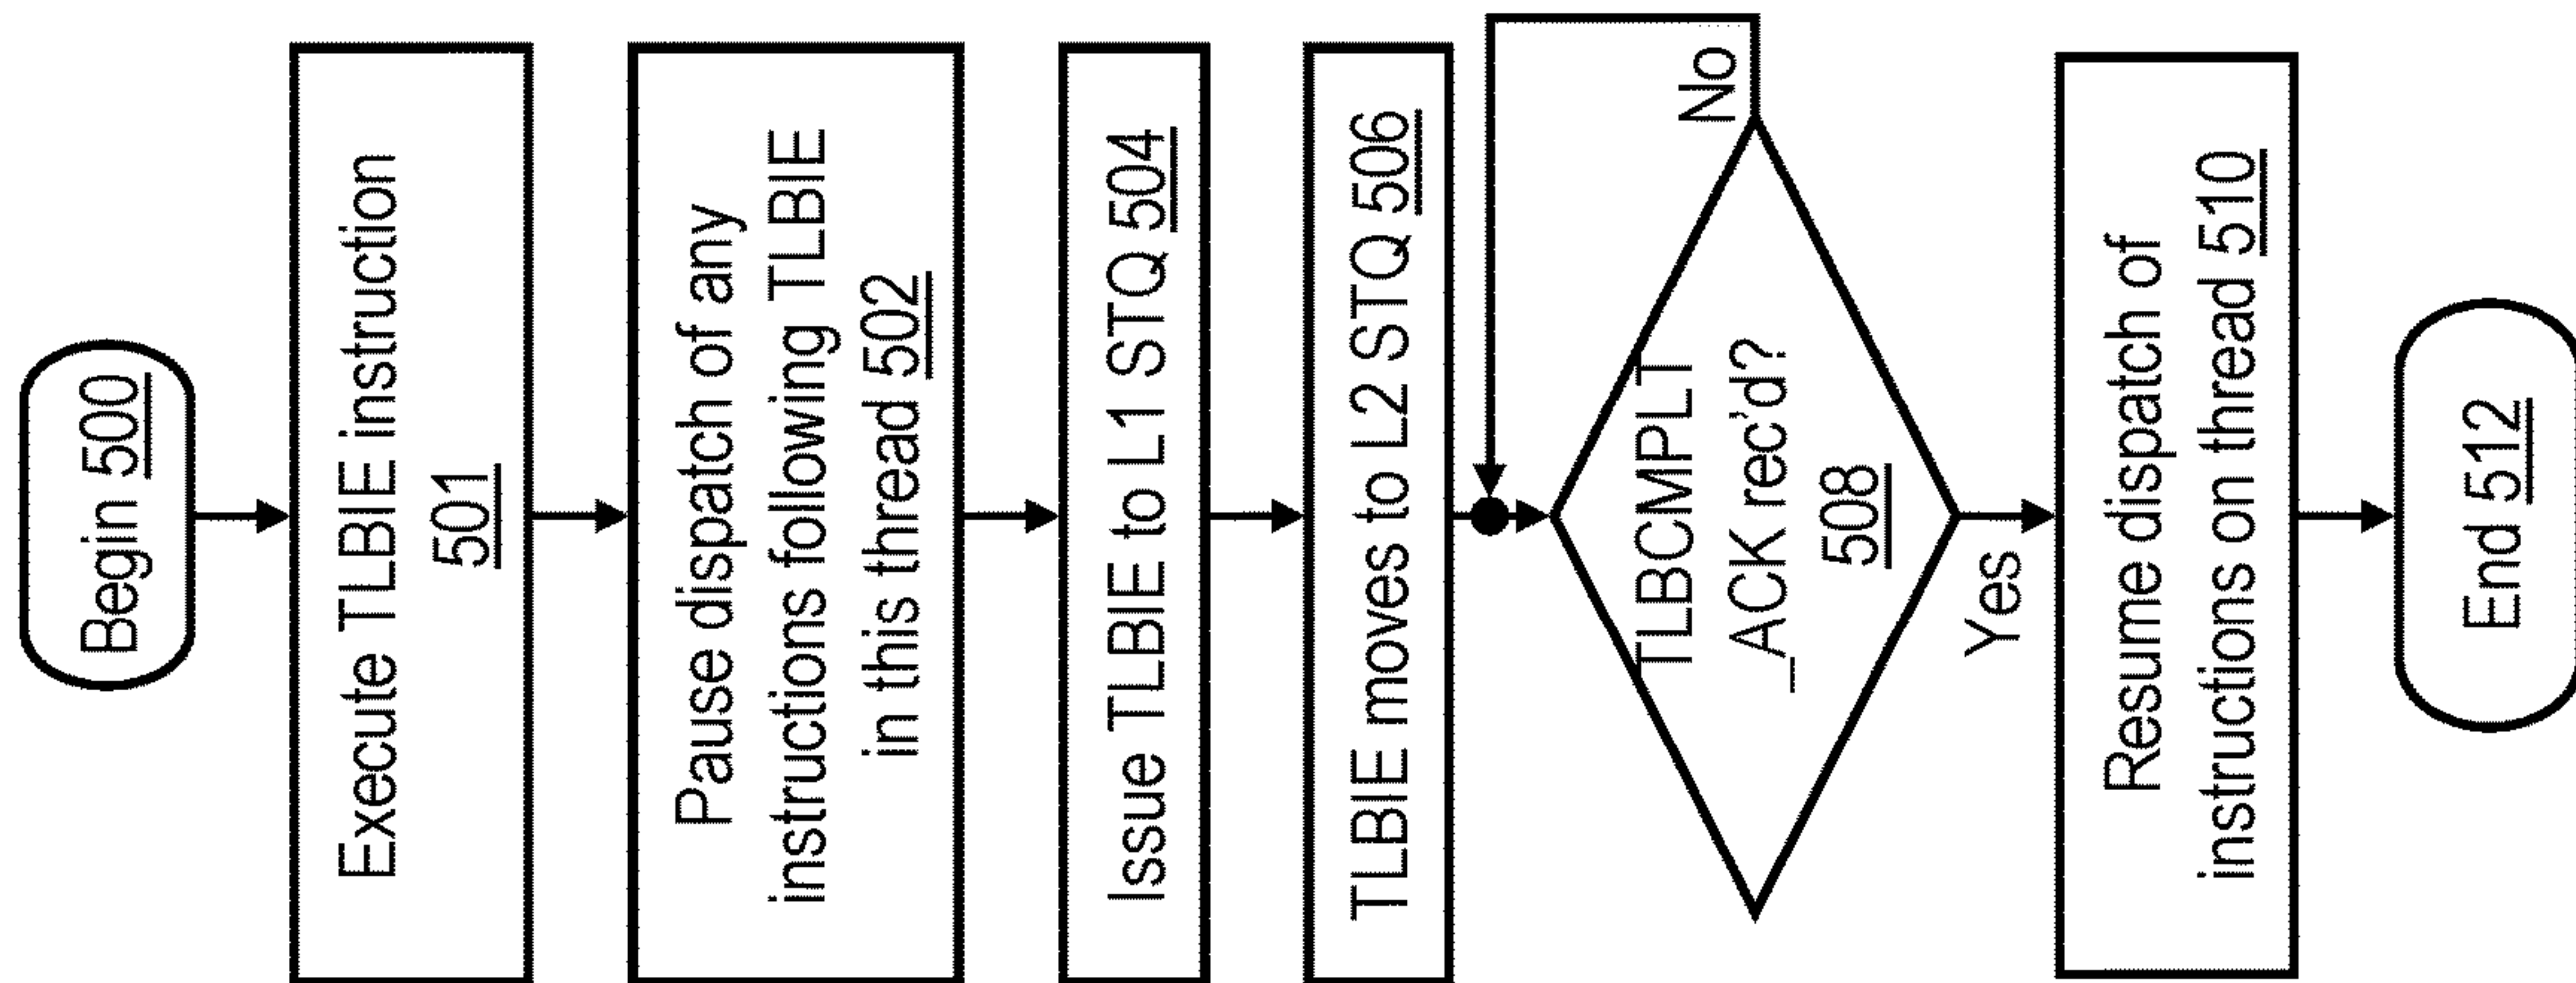 Begin 500
Execute TLBIE instruction
501
Pause dispatch of any
instructions following TLBIE
in this thread 502
Issue TLBIE to L1 STQ 504
TLBIE moves to L2 STQ 506
TLBCMPLT
_ACK rec'd?
508
No
Yes
Resume dispatch of
instructions on thread 510
End 512